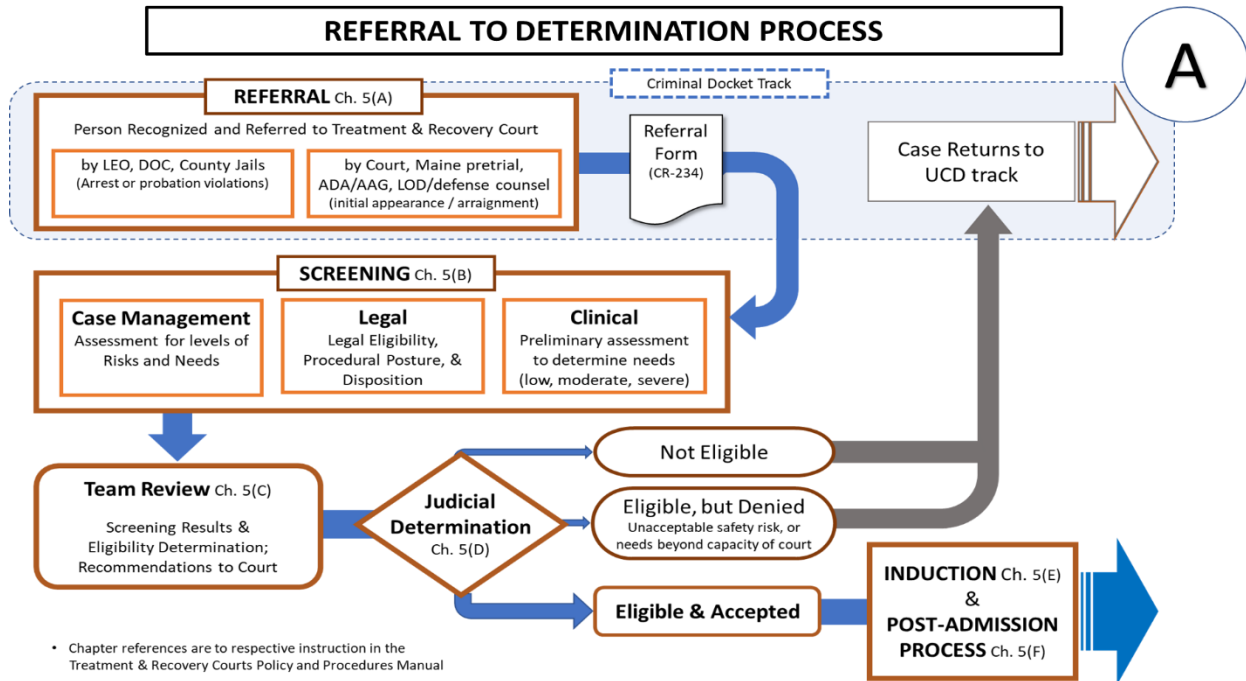 REFERRAL TO DETERMINATION PROCESS
A
Criminal Docket Track
REFERRAL Ch. 5(A)
Person Recognized and Referred to Treatment & Recovery Court
by LEO, DOC, County Jails
(Arrest or probation violations)
by Court, Maine pretrial,
ADA/AAG, LOD/defense counsel
(initial appearance / arraignment)
Referral
Form
(CR-234)
Case Returns to
UCD track
SCREENING Ch. 5(B)
Case Management
Assessment for levels of
Risks and Needs
Legal
Legal Eligibility,
Procedural Posture, &
Disposition
Clinical
Preliminary assessment
to determine needs
(low, moderate, severe)
Team Review Ch. 5(C)
Screening Results &
Eligibility Determination;
Recommendations to Court
Judicial
Determination
Ch. 5(D)
Not Eligible
Eligible, but Denied
Unacceptable safety risk, or
needs beyond capacity of court
Eligible & Accepted
INDUCTION Ch. 5(E)
&
POST-ADMISSION
PROCESS Ch. 5(F)
• Chapter references are to respective instruction in the
Treatment & Recovery Courts Policy and Procedures Manual